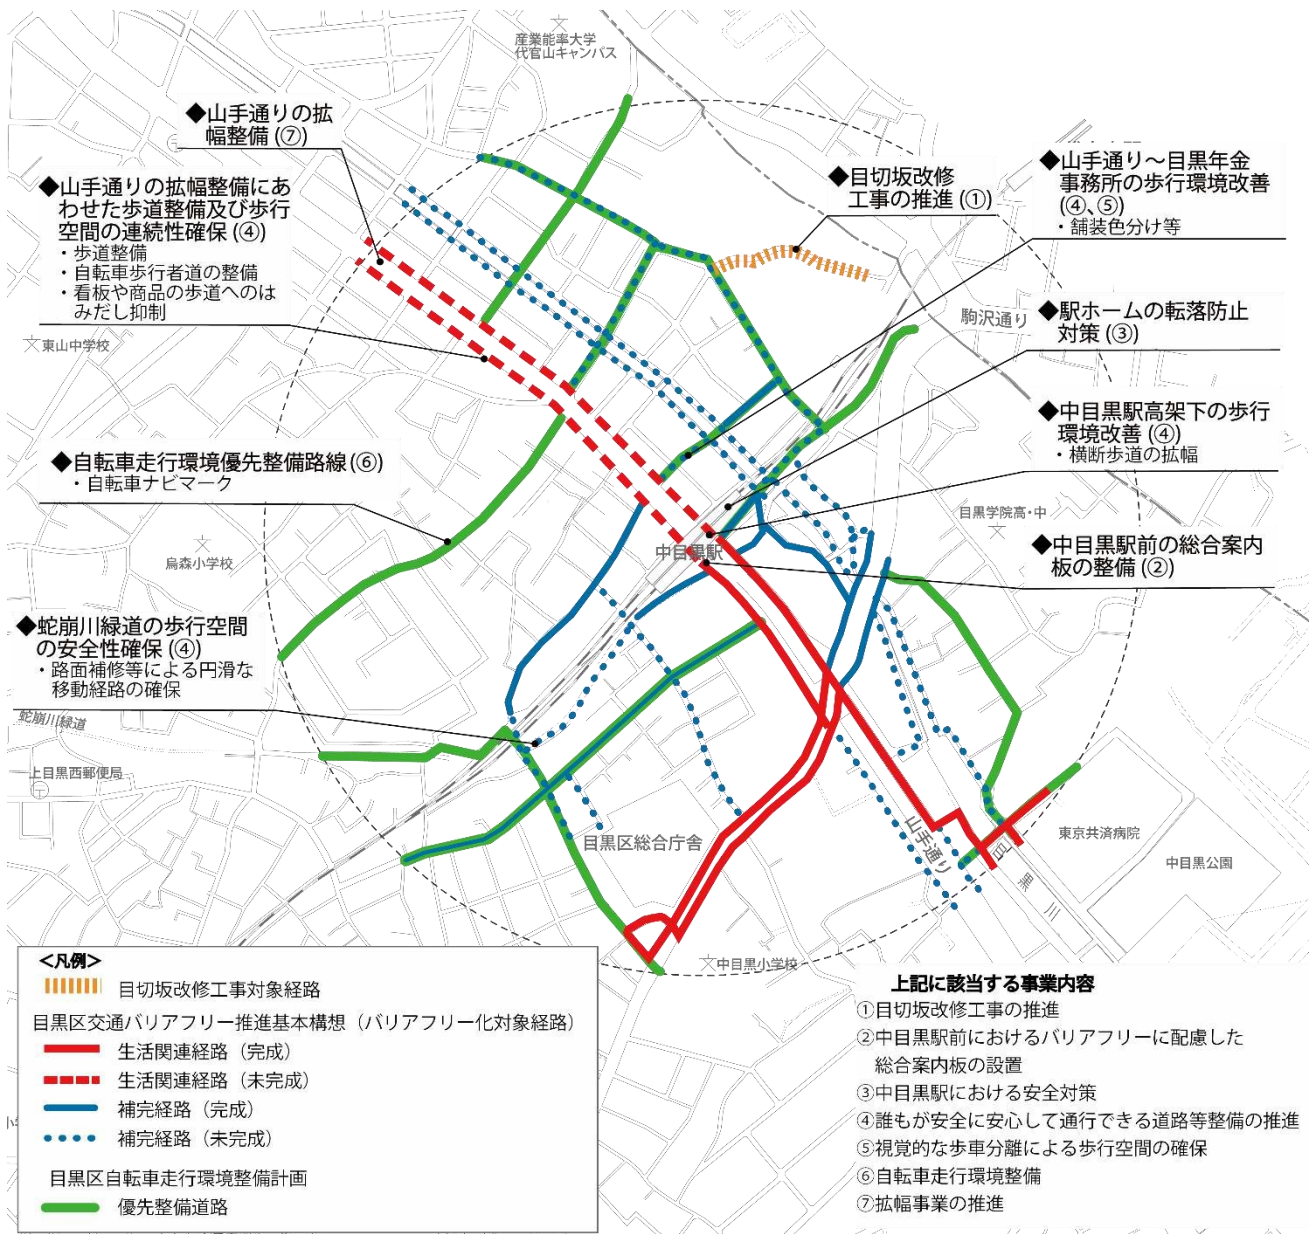 産業能率大学
代官山キャンパス
◆山手通りの拡
幅整備(⑦)
◆山手通りの拡幅整備にあ
わせた歩道整備及び歩行
空間の連続性確保(④)
・歩道整備
・自転車歩行者道の整備
・看板や商品の歩道へのは
みだし抑制
◆目切坂改修
工事の推進(①)
◆山手通り～目黒年金
事務所の歩行環境改善
(④、⑤)
・舗装色分け等
駒沢通り
◆駅ホームの転落防止
対策(③)
東山中学校
◆中目黒駅高架下の歩行
環境改善(④)
・横断歩道の拡幅
◆自転車走行環境優先整備路線(⑥)
・自転車ナビマーク
目黒学院高・中
烏森小学校
中目黒駅
◆中目黒駅前の総合案内
板の整備(②)
◆蛇崩川緑道の歩行空間
の安全性確保(④)
・路面補修等による円滑な
移動経路の確保
蛇崩川緑道
上目黒西郵便局
目黒区総合庁舎
山手通り
目黒川
東京共済病院
中目黒公園
中目黒小学校
＜凡例＞
目切坂改修工事対象経路
目黒区交通バリアフリー推進基本構想（バリアフリー化対象経路）
生活関連経路（完成）
生活関連経路（未完成）
補完経路（完成）
補完経路（未完成）
目黒区自転車走行環境整備計画
優先整備道路
上記に該当する事業内容
①目切坂改修工事の推進
②中目黒駅前におけるバリアフリーに配慮した
総合案内板の設置
③中目黒駅における安全対策
④誰もが安全に安心して通行できる道路等整備の推進
⑤視覚的な歩車分離による歩行空間の確保
⑥自転車走行環境整備
⑦拡幅事業の推進